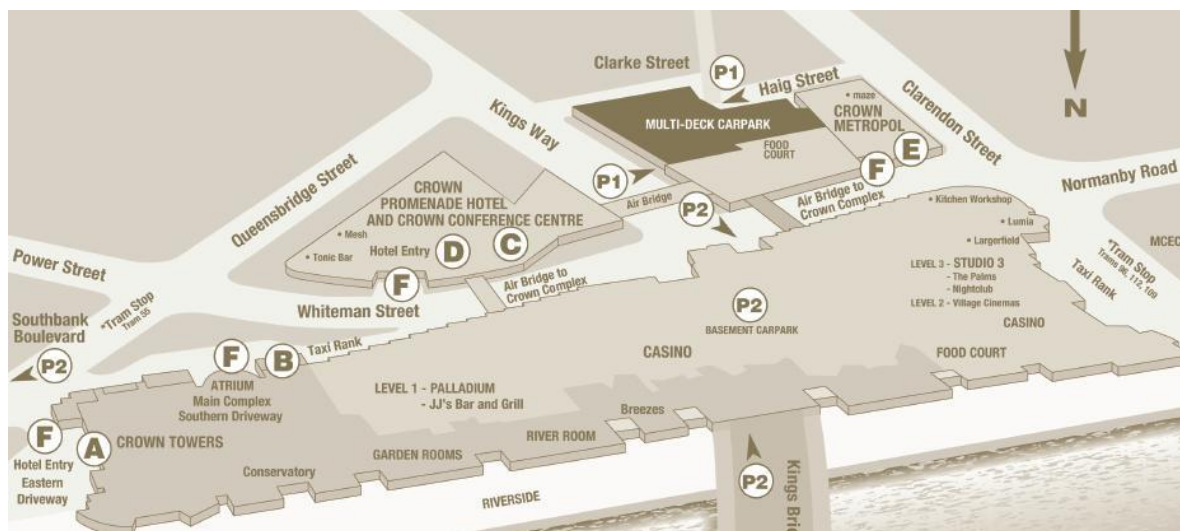 Clarke Street
P1
Haig Street
Clarendon Street
N
Kings Way
MULTI-DECK CARPARK
• maze
CROWN
METROPOL
FOOD
COURT
E
F
Queensbridge Street
P1
CROWN
PROMENADE HOTEL
AND CROWN CONFERENCE CENTRE
Air Bridge
P2
Air Bridge to
Crown Complex
Normanby Road
• Mesh
Hotel Entry
D
C
• Tonic Bar
• Kitchen Workshop
• Lumia
• Largerfield
MCEC
Power Street
F
Air Bridge to
Crown Complex
LEVEL 3 - STUDIO 3
- The Palms
- Nightclub
LEVEL 2 - Village Cinemas
*Tram Stop
Trams 96, 112, 109
Taxi Rank
*Tram Stop
Tram 55
Whiteman Street
P2
BASEMENT CARPARK
Southbank
Boulevard
P2
F
B
Taxi Rank
CASINO
CASINO
FOOD COURT
ATRIUM
Main Complex
Southern Driveway
LEVEL 1 - PALLADIUM
- JJ's Bar and Grill
Breezes
F
A
CROWN TOWERS
RIVER ROOM
GARDEN ROOMS
Hotel Entry
Eastern
Driveway
Conservatory
P2
Kings Bri
RIVERSIDE